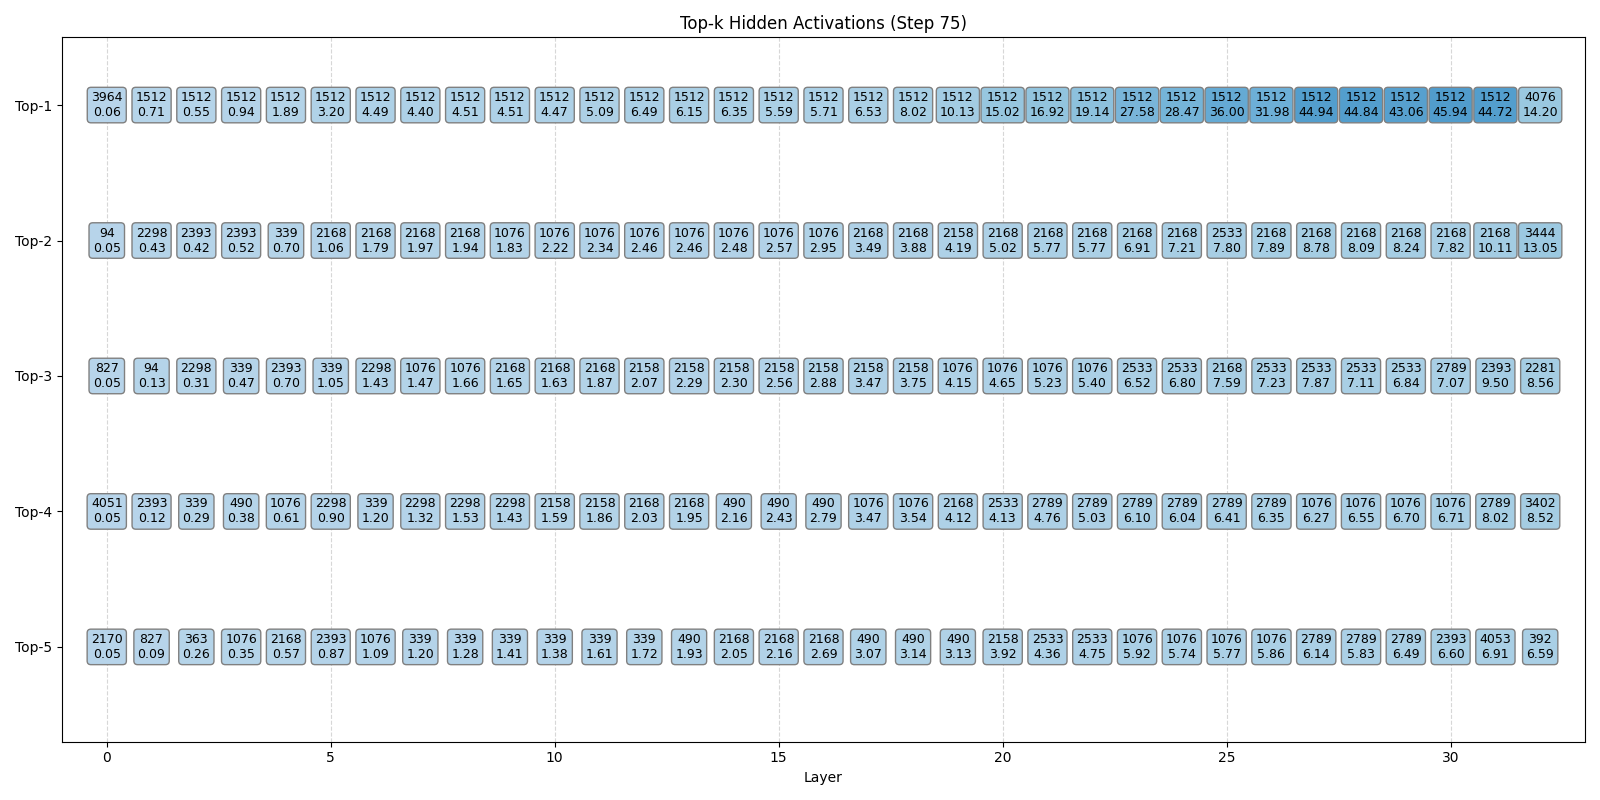 Top-k Hidden Activations (Step 75)
Top-1
3964 1512 1512 1512 1512 1512 1512 1512 1512 1512 1512 1512 1512 1512 1512 1512 1512 1512 1512 1512 1512 1512 1512 1512 1512 1512 1512 1512 1512 1512 1512 1512 4076
0.06 0.71 0.55 0.94 1.89 3.20 4.49 4.40 4.51 4.51 4.47 5.09 6.49 6.15 6.35 5.59 5.71 6.53 8.02 10.13 15.02 16.92 19.14 27.58 28.47 36.00 31.98 44.94 44.84 43.06 45.94 44.72 14.20
Top-2
94 2298 2393 2393 339 2168 2168 2168 2168 1076 1076 1076 1076 1076 1076 1076 1076 2168 2168 2158 2168 2168 2168 2168 2168 2533 2168 2168 2168 2168 2168 2168 3444
0.05 0.43 0.42 0.52 0.70 1.06 1.79 1.97 1.94 1.83 2.22 2.34 2.46 2.46 2.48 2.57 2.95 3.49 3.88 4.19 5.02 5.77 5.77 6.91 7.21 7.80 7.89 8.78 8.09 8.24 7.82 10.11 13.05
Top-3
827 94 2298 339 2393 339 2298 1076 1076 2168 2168 2168 2158 2158 2158 2158 2158 2158 2158 1076 1076 1076 1076 2533 2533 2168 2533 2533 2533 2533 2789 2393 2281
0.05 0.13 0.31 0.47 0.70 1.05 1.43 1.47 1.66 1.65 1.63 1.87 2.07 2.29 2.30 2.56 2.88 3.47 3.75 4.15 4.65 5.23 5.40 6.52 6.80 7.59 7.23 7.87 7.11 6.84 7.07 9.50 8.56
Top-4
4051 2393 339 490 1076 2298 339 2298 2298 2298 2158 2158 2168 2168 490 490 490 1076 1076 2168 2533 2789 2789 2789 2789 2789 2789 1076 1076 1076 1076 2789 3402
0.05 0.12 0.29 0.38 0.61 0.90 1.20 1.32 1.53 1.43 1.59 1.86 2.03 1.95 2.16 2.43 2.79 3.47 3.54 4.12 4.13 4.76 5.03 6.10 6.04 6.41 6.35 6.27 6.55 6.70 6.71 8.02 8.52
Top-5
2170 827 363 1076 2168 2393 1076 339 339 339 339 339 339 490 2168 2168 2168 490 490 490 2158 2533 2533 1076 1076 1076 1076 2789 2789 2789 2393 4053 392
0.05 0.09 0.26 0.35 0.57 0.87 1.09 1.20 1.28 1.41 1.38 1.61 1.72 1.93 2.05 2.16 2.69 3.07 3.14 3.13 3.92 4.36 4.75 5.92 5.74 5.77 5.86 6.14 5.83 6.49 6.60 6.91 6.59
0 5 10 15 20 25 30
Layer